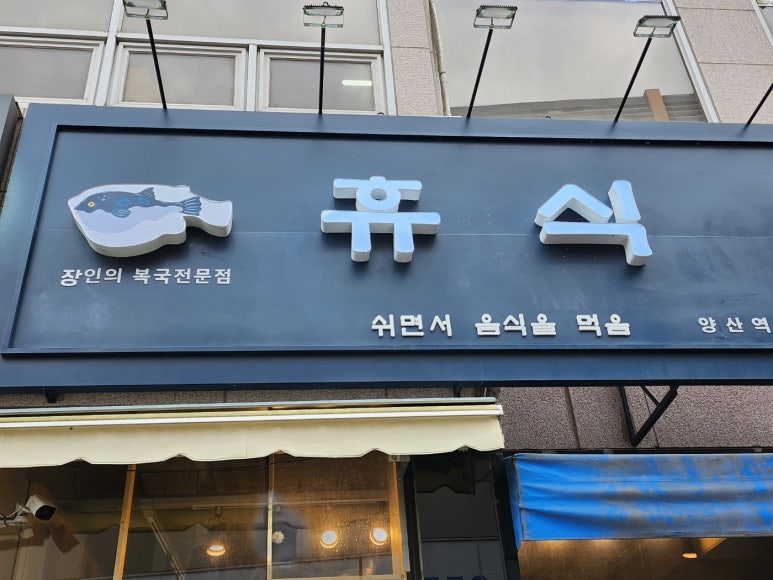 휴식
장인의 복국전문점
쉬면서 음식을 먹음
양산역